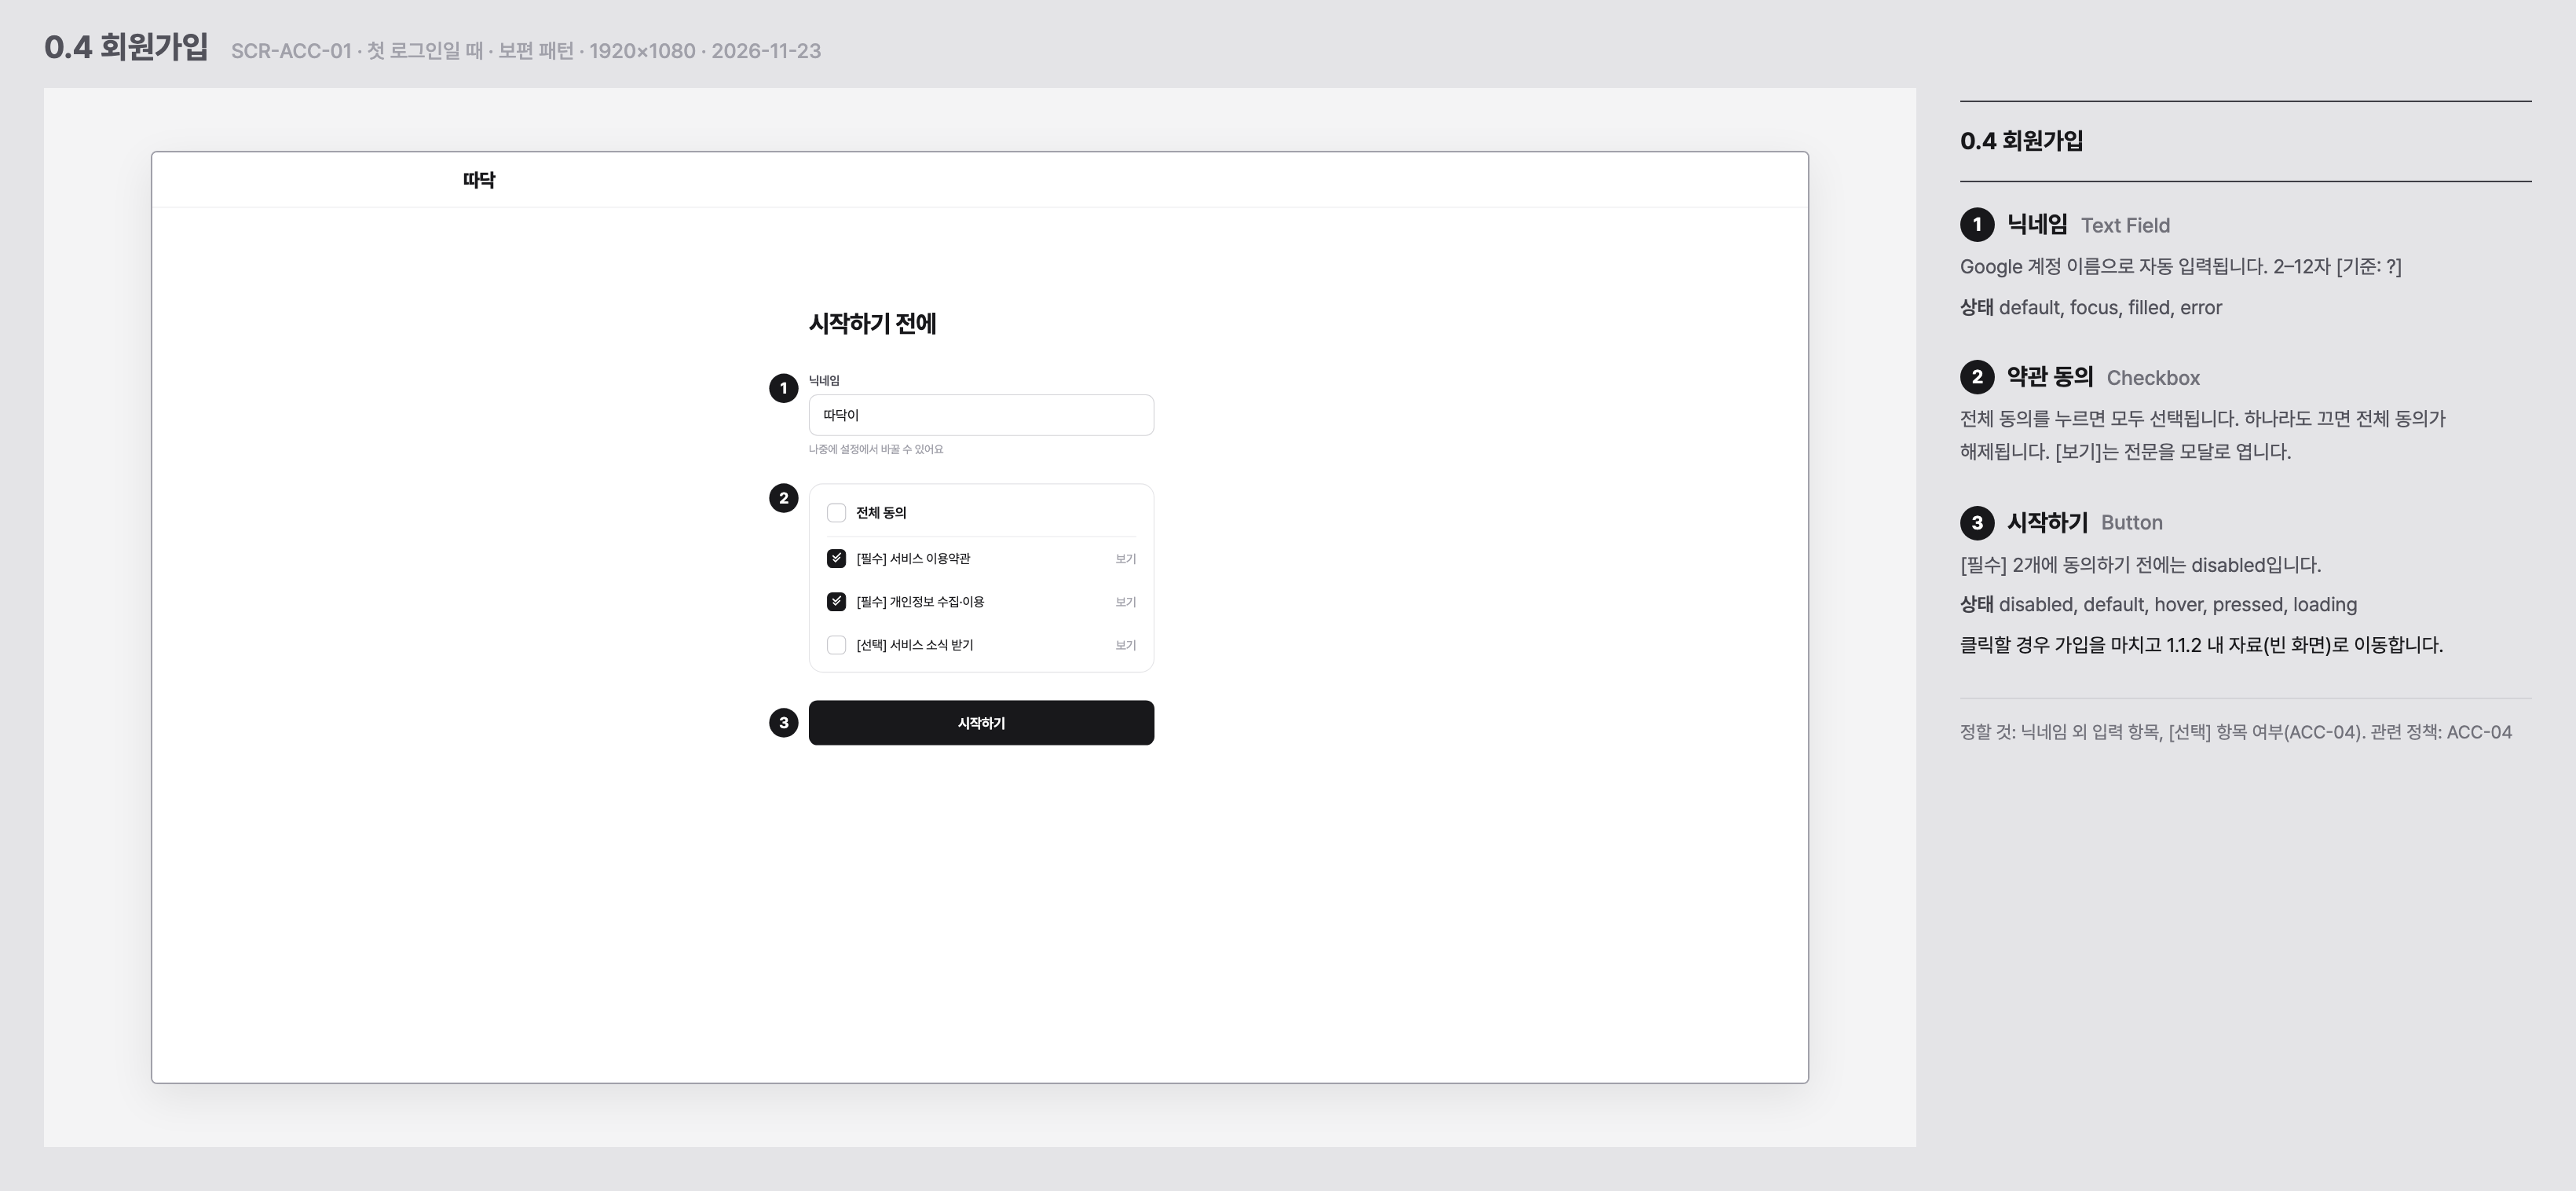 0.4 회원가입 SCR-ACC-01 · 첫 로그인일 때 · 보편 패턴 · 1920×1080 · 2026-11-23
따닥
시작하기 전에
1 닉네임
따닥이
나중에 설정에서 바꿀 수 있어요
2 전체 동의
[필수] 서비스 이용약관 보기
[필수] 개인정보 수집·이용 보기
[선택] 서비스 소식 받기 보기
3 시작하기
0.4 회원가입
1 닉네임 Text Field
Google 계정 이름으로 자동 입력됩니다. 2–12자 [기준: ?]
상태 default, focus, filled, error
2 약관 동의 Checkbox
전체 동의를 누르면 모두 선택됩니다. 하나라도 끄면 전체 동의가
해제됩니다. [보기]는 전문을 모달로 엽니다.
3 시작하기 Button
[필수] 2개에 동의하기 전에는 disabled입니다.
상태 disabled, default, hover, pressed, loading
클릭할 경우 가입을 마치고 1.1.2 내 자료(빈 화면)로 이동합니다.
정할 것: 닉네임 외 입력 항목, [선택] 항목 여부(ACC-04). 관련 정책: ACC-04